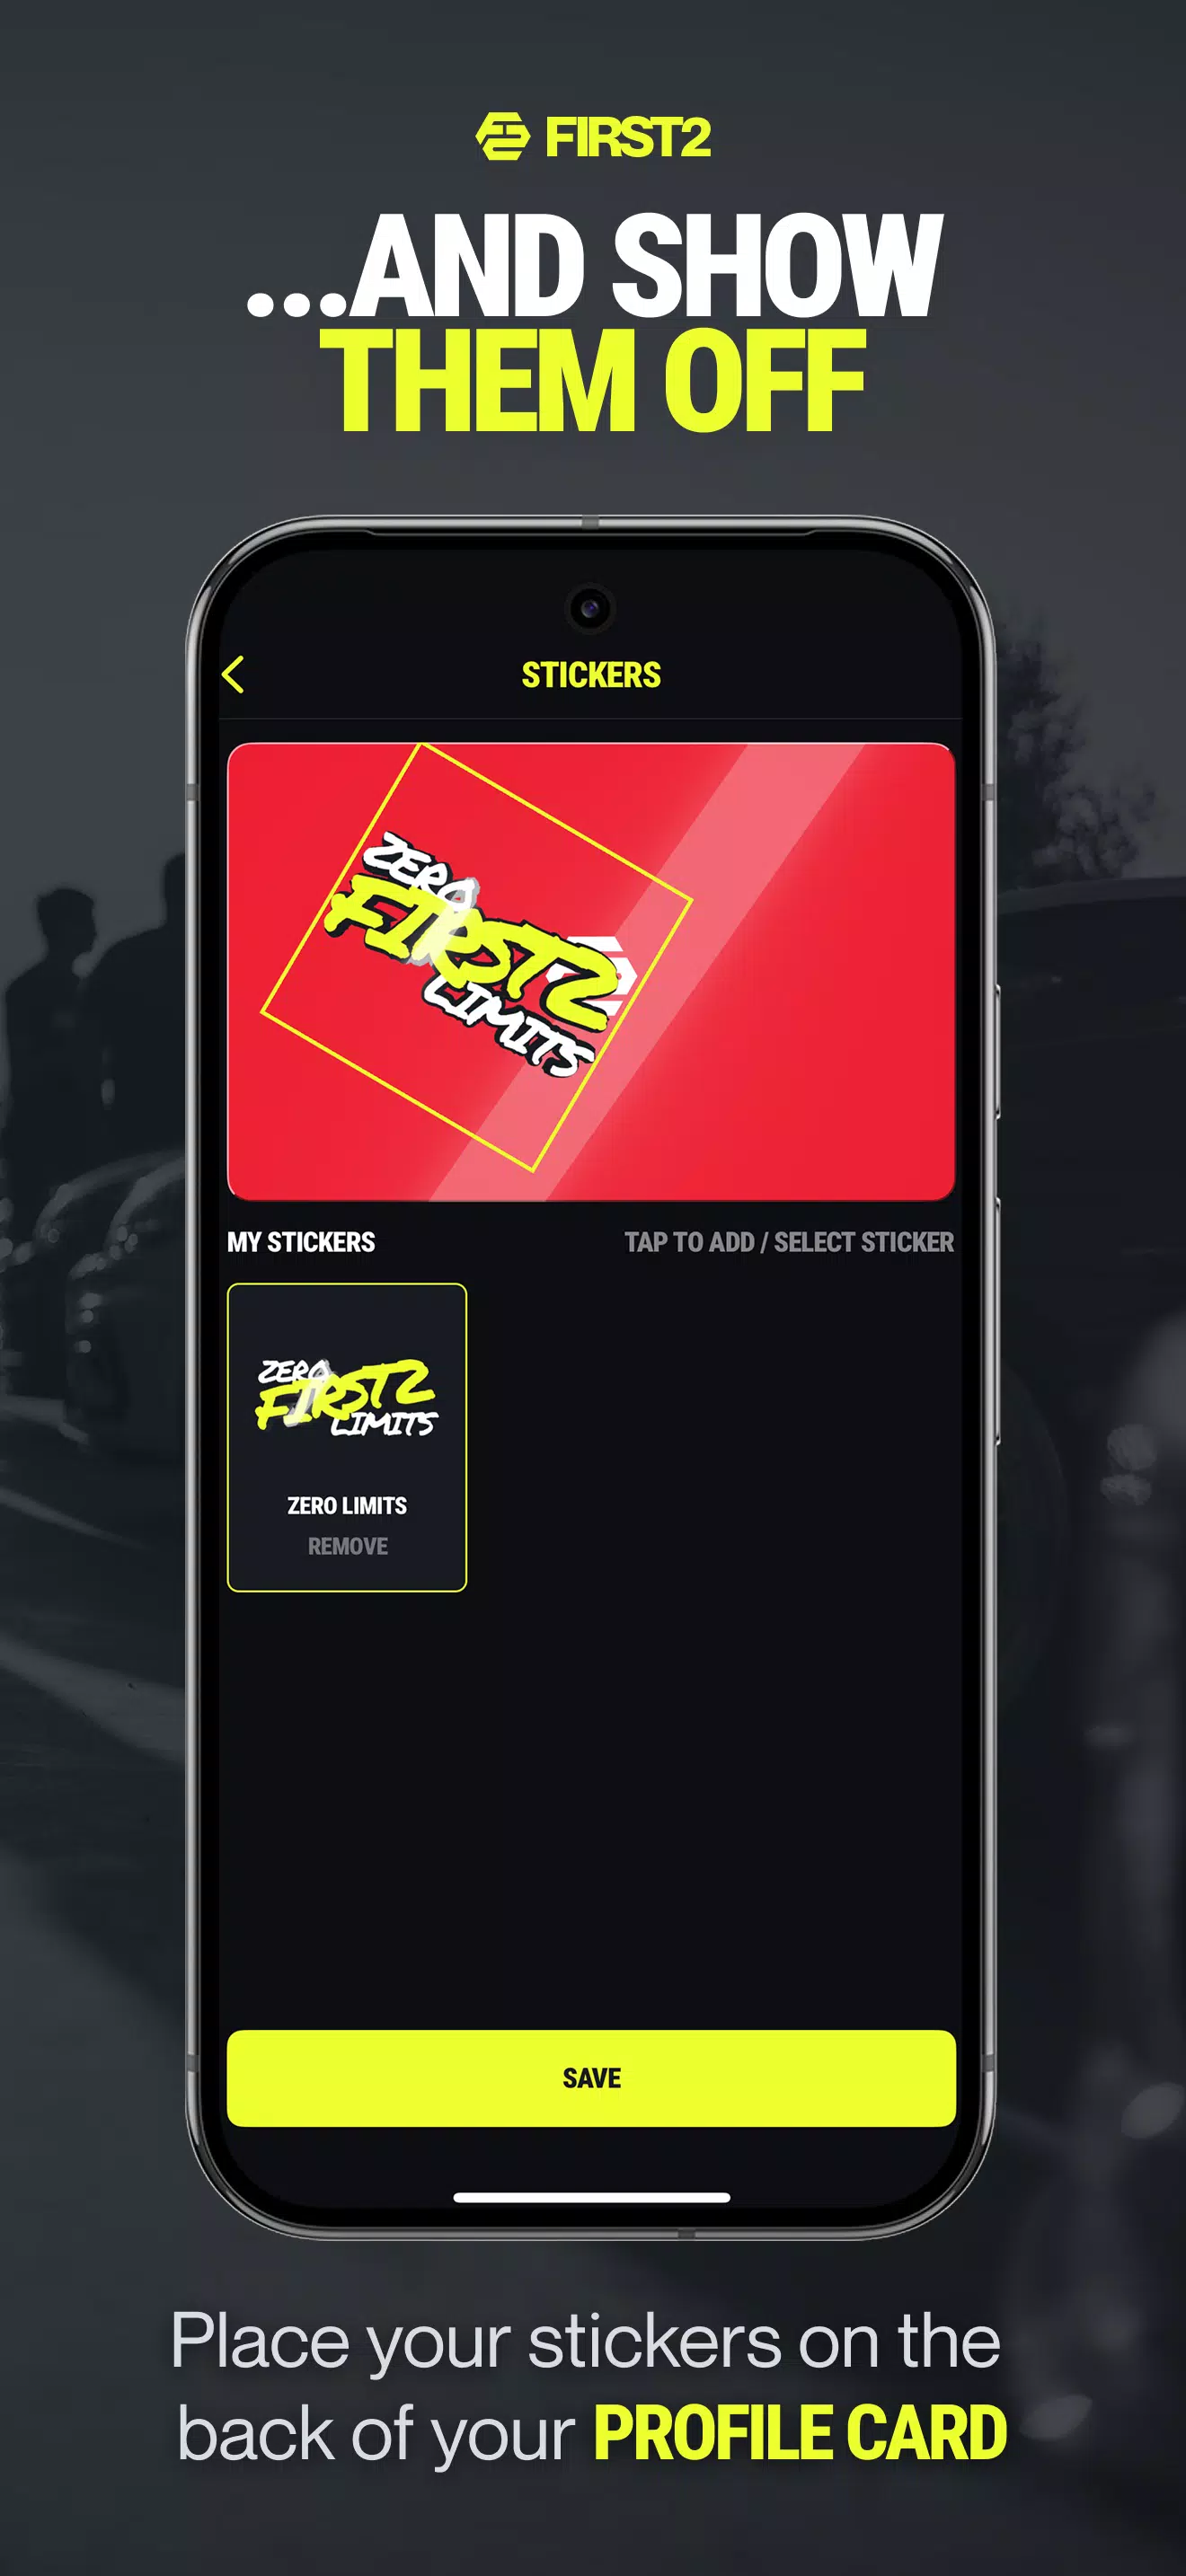 FIRST2
...AND SHOW
THEM OFF
STICKERS
ZERO
FIRST2
LIMITS
MY STICKERS
TAP TO ADD / SELECT STICKER
ZERO
FIRST2
LIMITS
ZERO LIMITS
REMOVE
SAVE
Place your stickers on the
back of your PROFILE CARD